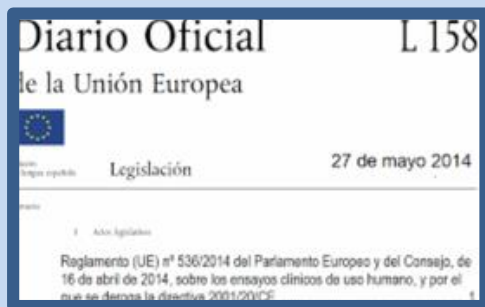 Diario Oficial L 158
de la Unión Europea
Legislación 27 de mayo 2014
Reglamento (UE) nº 536/2014 del Parlamento Europeo y del Consejo, de
16 de abril de 2014, sobre los ensayos clínicos de uso humano, y por el
que se deroga la directiva 2001/20/CE 1